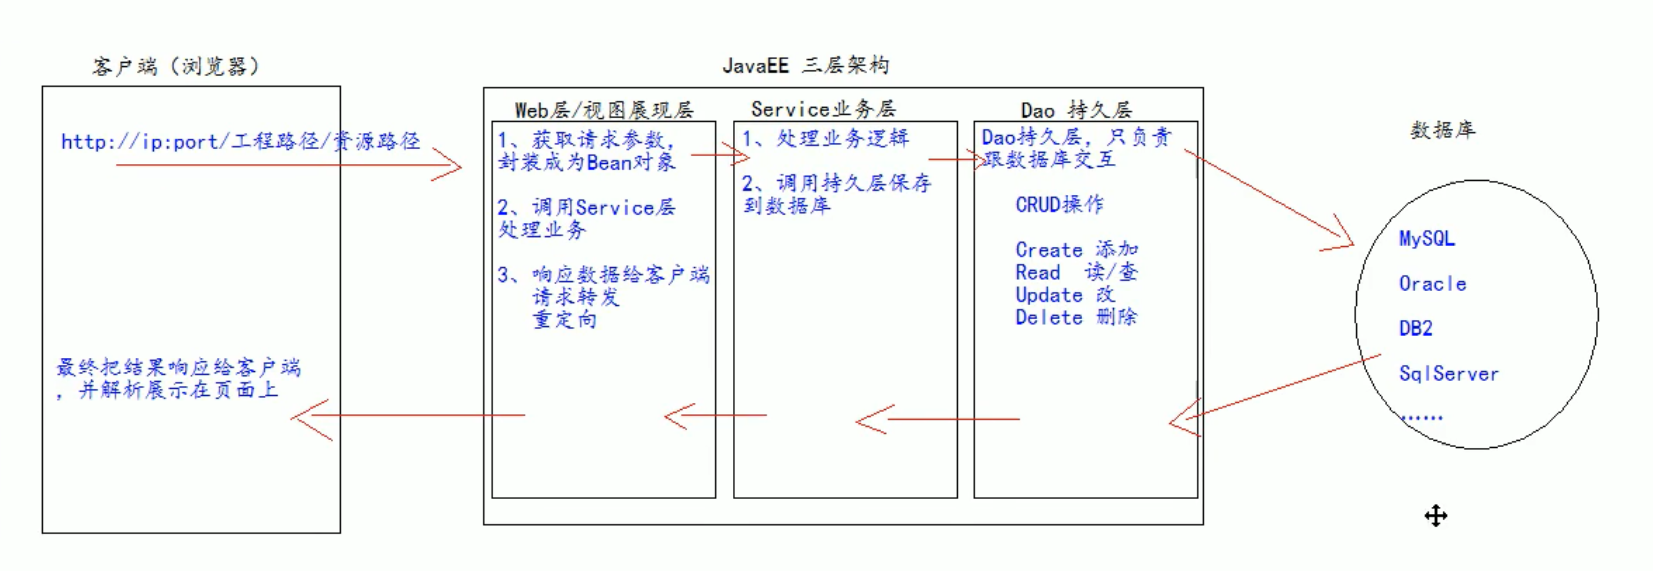 客户端（浏览器）
http://ip:port/工程路径/资源路径
最终把结果响应给客户端
，并解析展示在页面上
JavaEE 三层架构
Web层/视图展现层
1、获取请求参数，
封装成为Bean对象
2、调用Service层
处理业务
3、响应数据给客户端
请求转发
重定向
Service业务层
1、处理业务逻辑
2、调用持久层保存
到数据库
Dao 持久层
Dao持久层，只负责
跟数据库交互
CRUD操作
Create 添加
Read 读/查
Update 改
Delete 删除
数据库
MySQL
Oracle
DB2
SqlServer
......